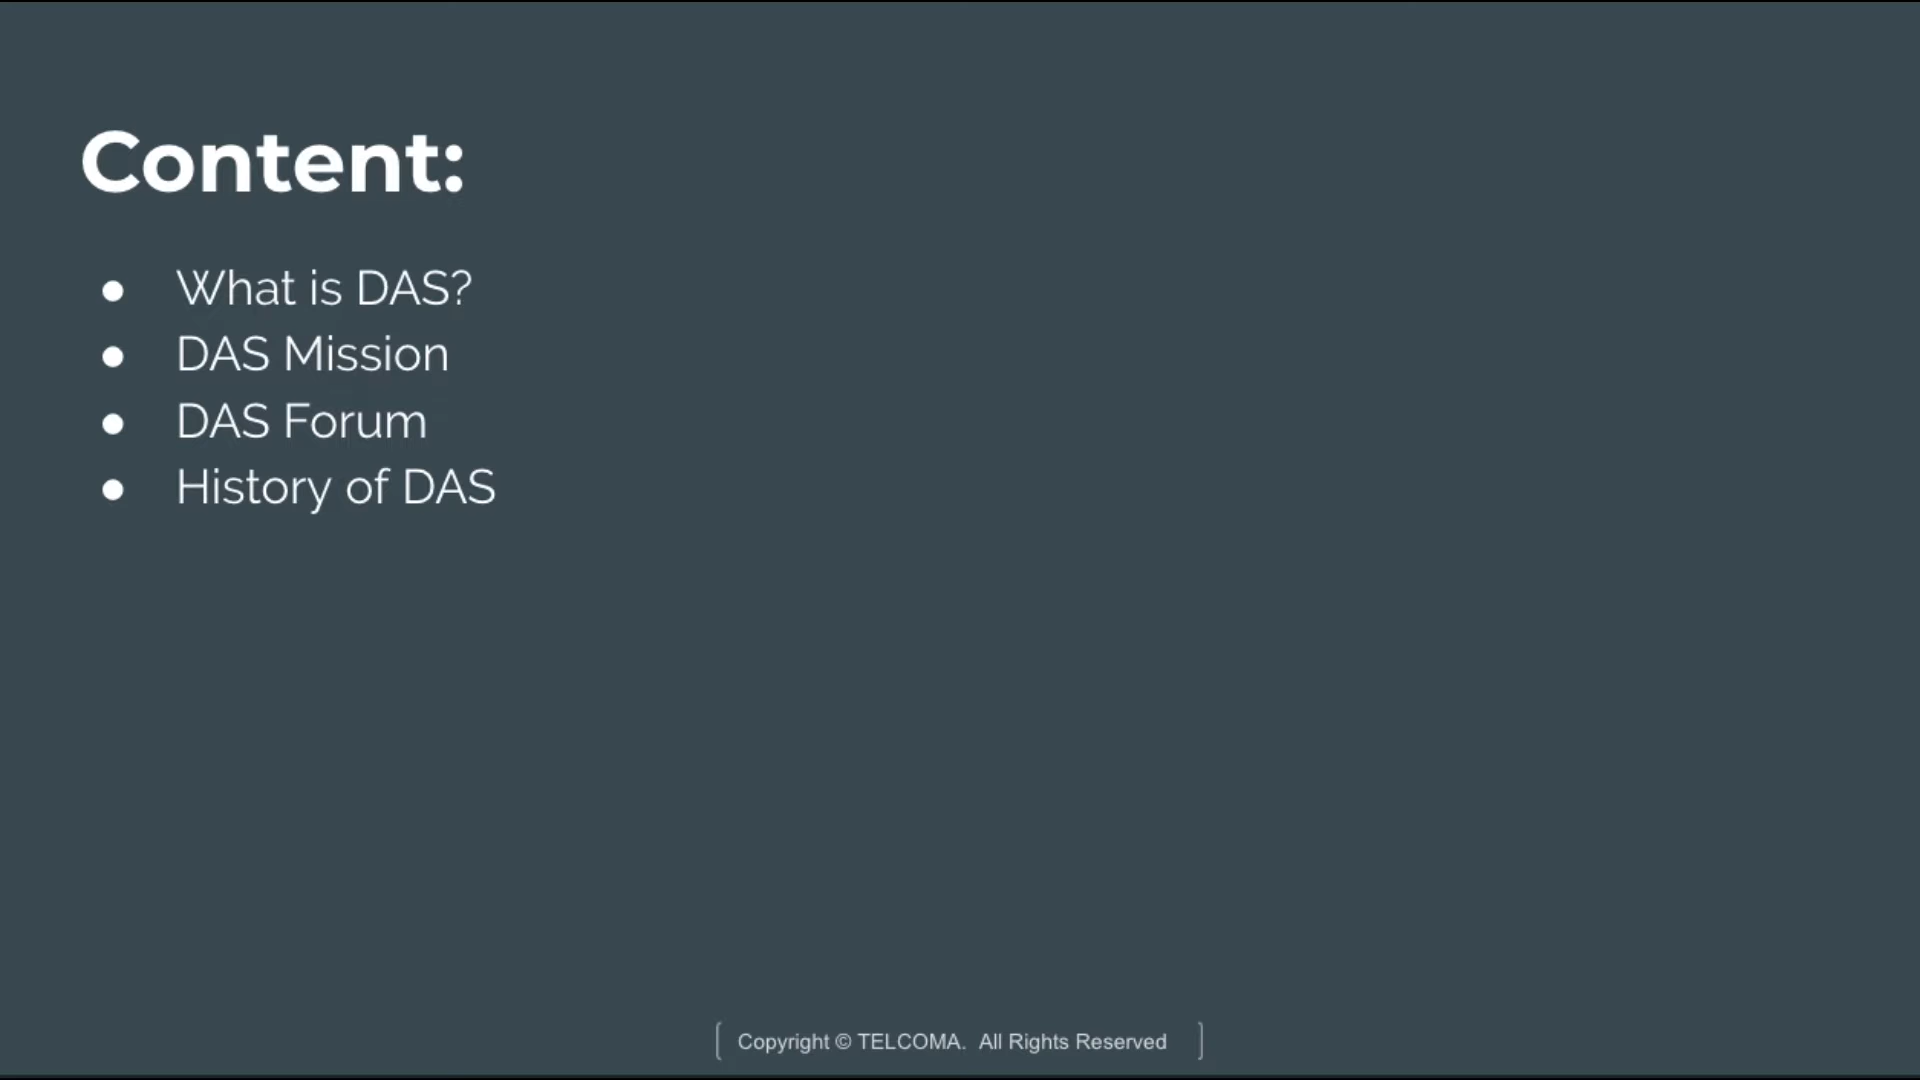 Content:
● What is DAS?
● DAS Mission
● DAS Forum
● History of DAS
Copyright © TELCOMA. All Rights Reserved